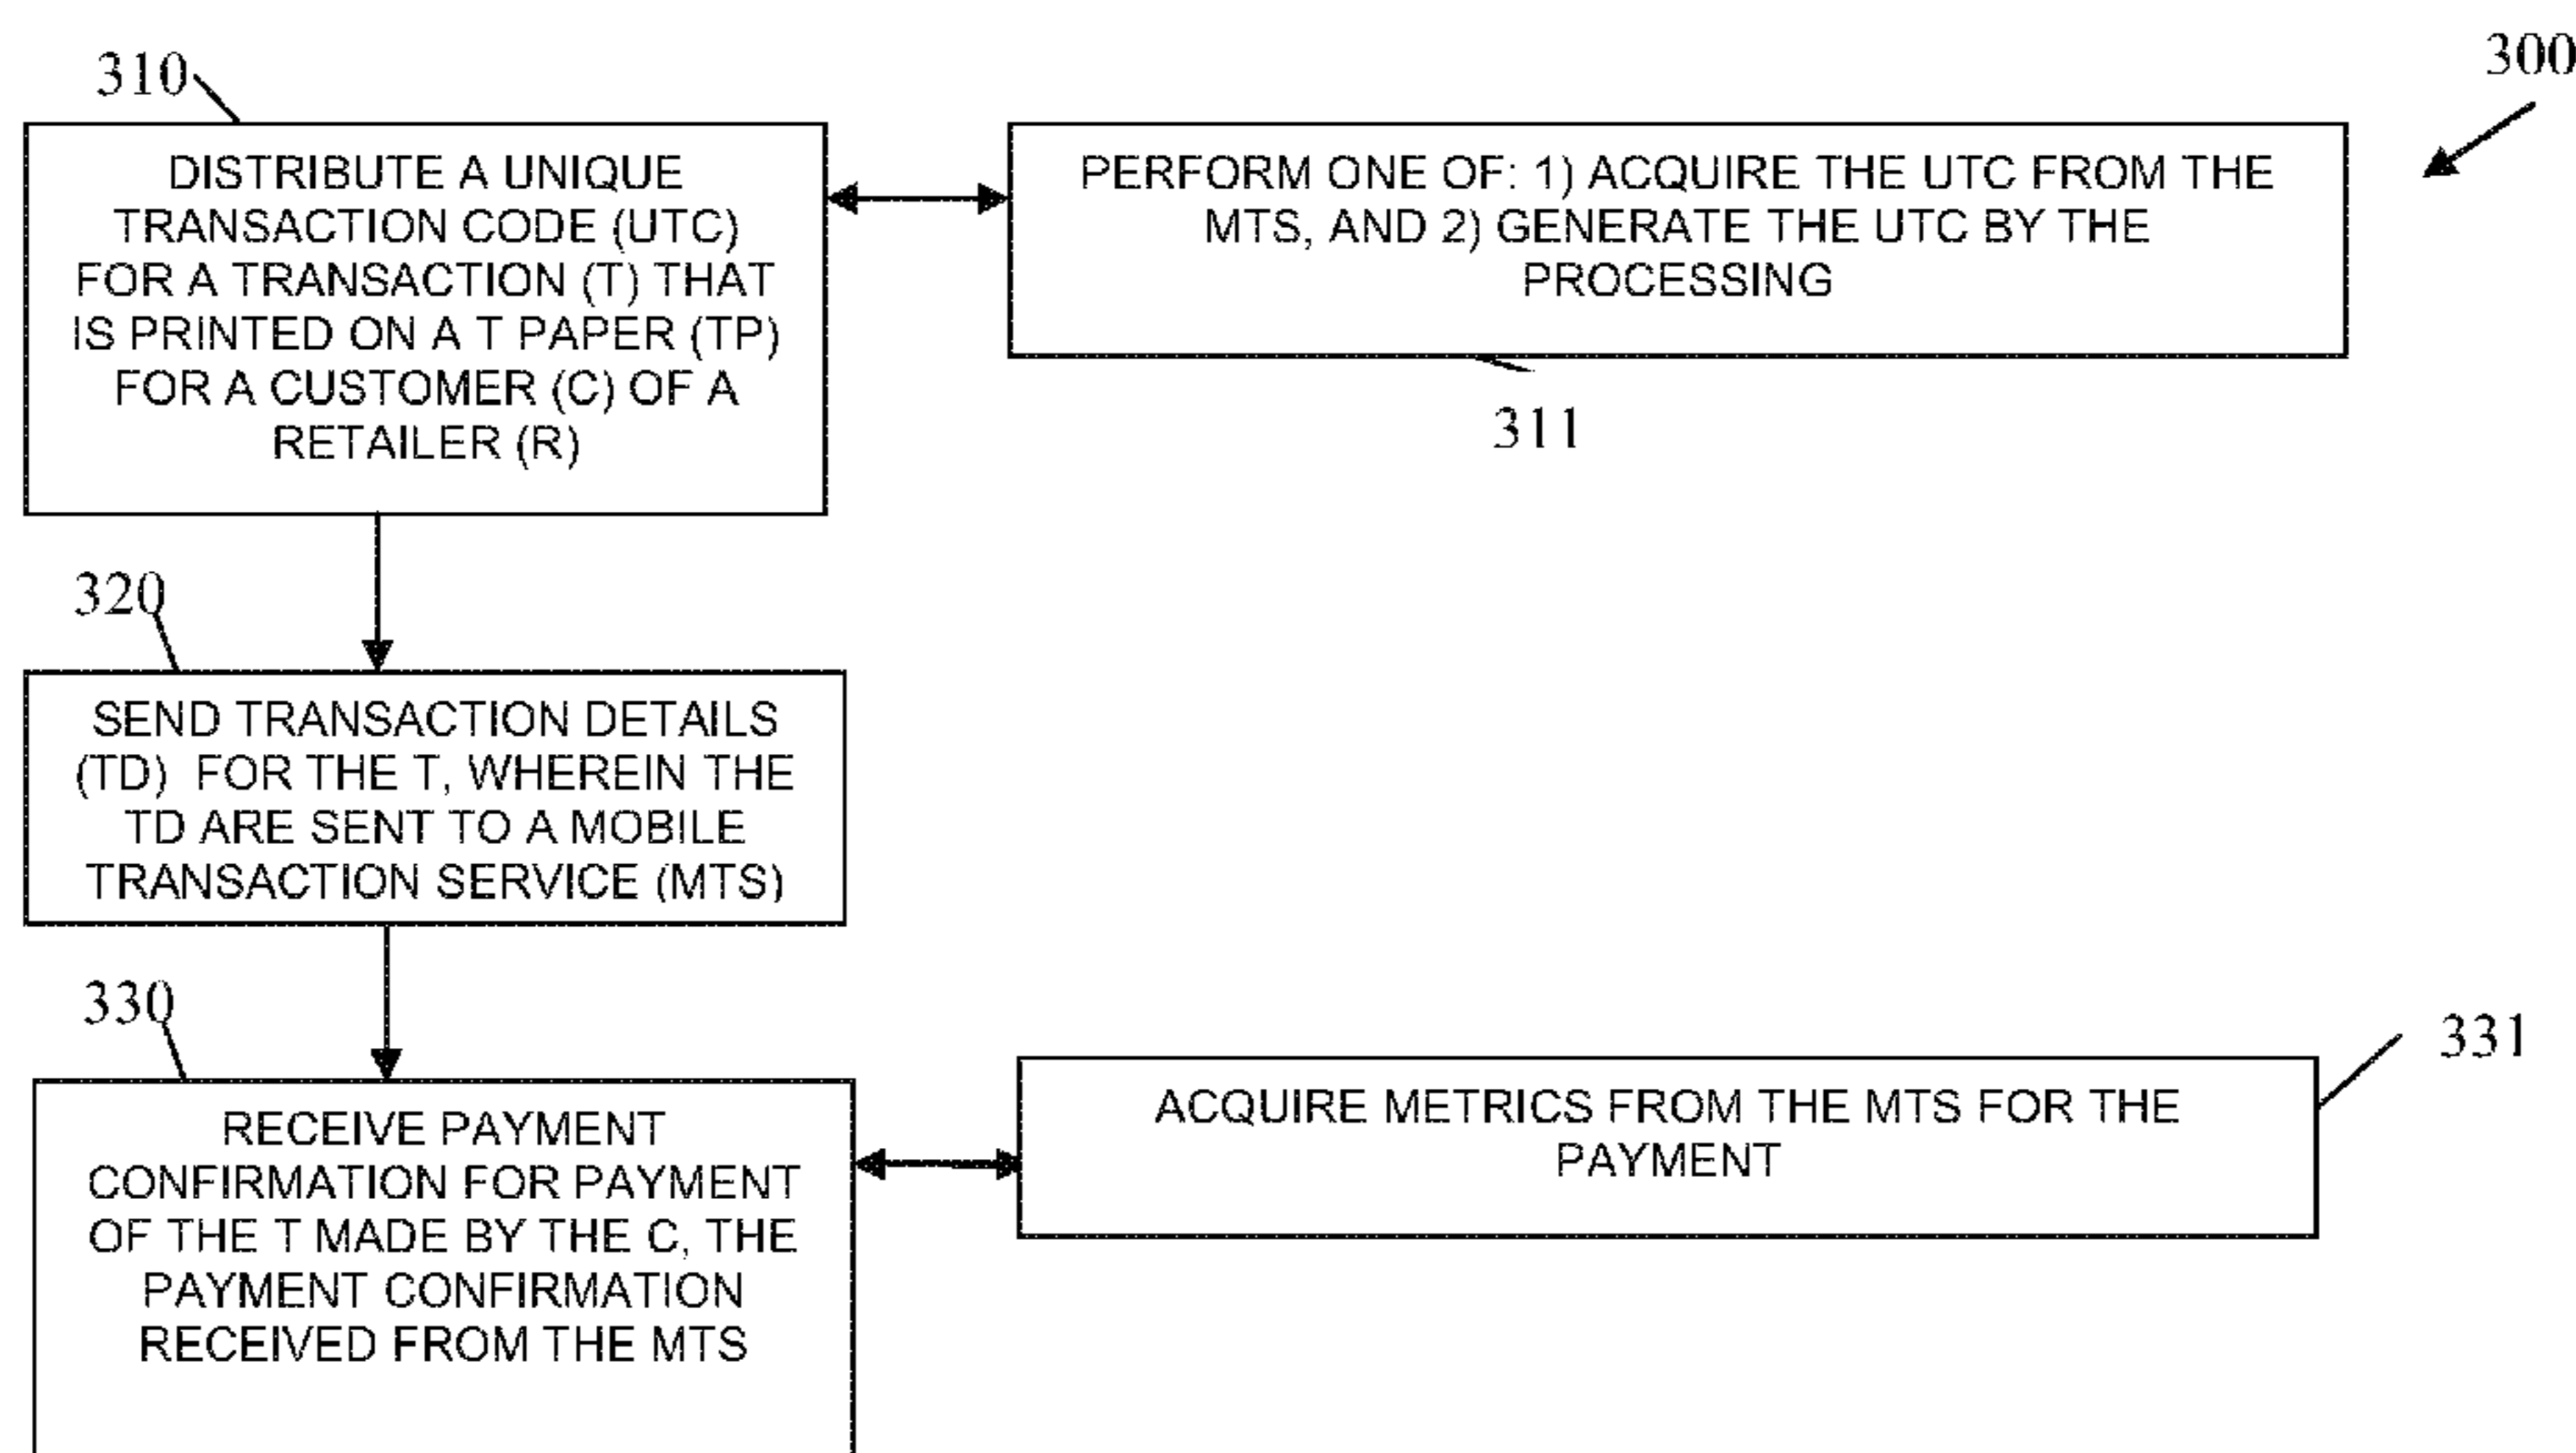 300
310
DISTRIBUTE A UNIQUE
TRANSACTION CODE (UTC)
FOR A TRANSACTION (T) THAT
IS PRINTED ON A T PAPER (TP)
FOR A CUSTOMER (C) OF A
RETAILER (R)
PERFORM ONE OF: 1) ACQUIRE THE UTC FROM THE
MTS, AND 2) GENERATE THE UTC BY THE
PROCESSING
311
320
SEND TRANSACTION DETAILS
(TD) FOR THE T, WHEREIN THE
TD ARE SENT TO A MOBILE
TRANSACTION SERVICE (MTS)
330
RECEIVE PAYMENT
CONFIRMATION FOR PAYMENT
OF THE T MADE BY THE C, THE
PAYMENT CONFIRMATION
RECEIVED FROM THE MTS
331
ACQUIRE METRICS FROM THE MTS FOR THE
PAYMENT